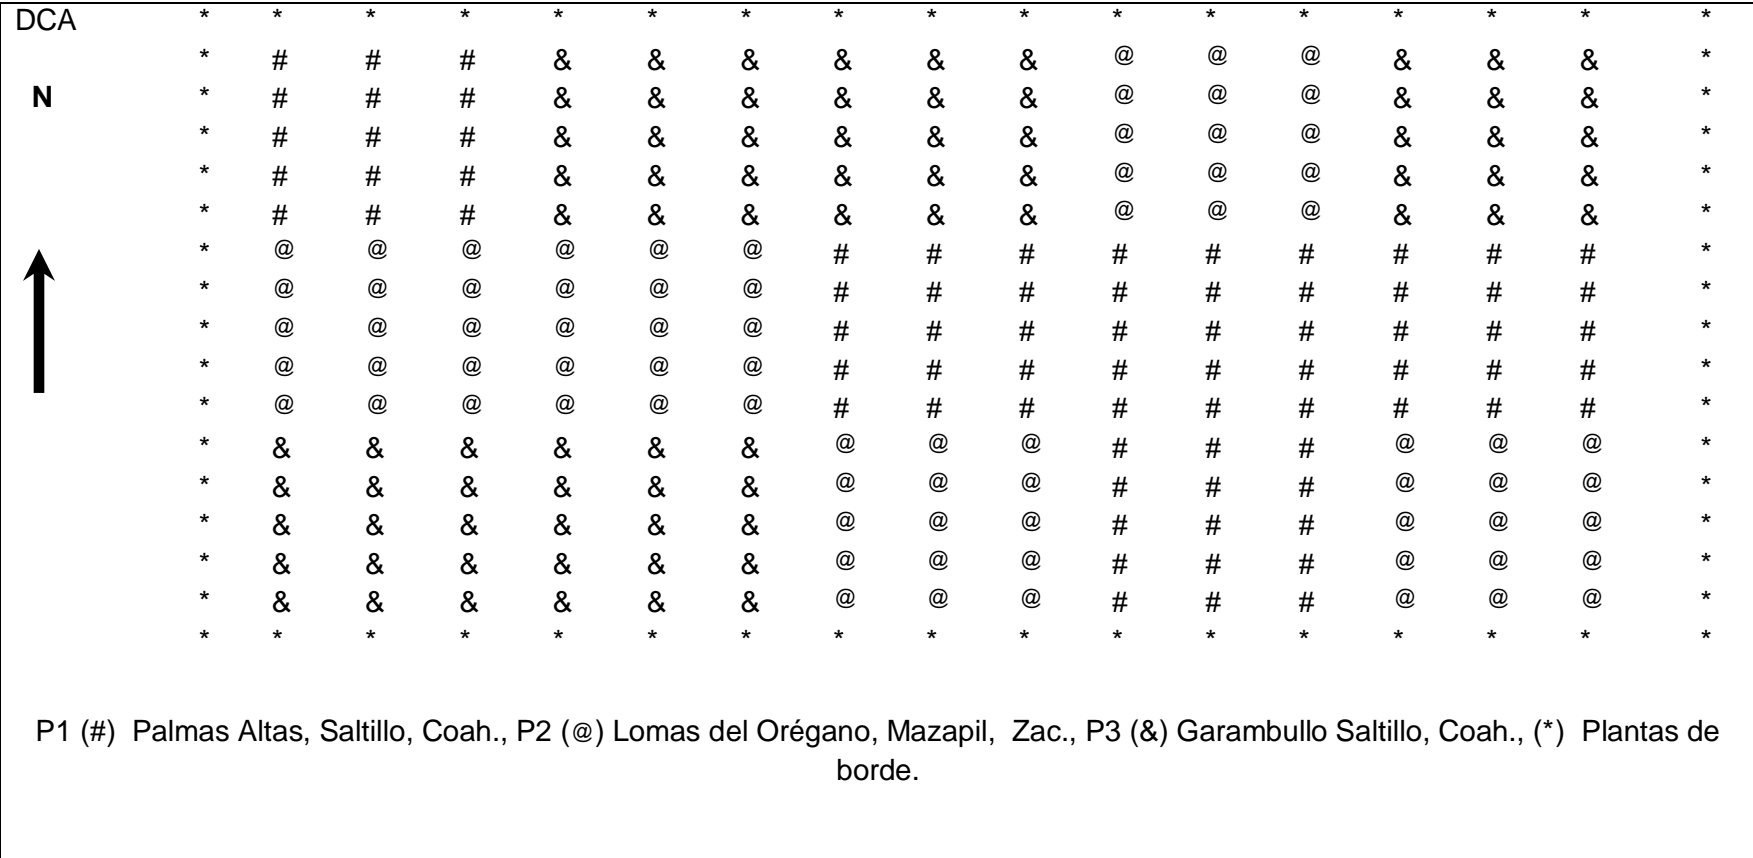 DCA * * * * * * * * * * * * * * * * *
* # # # & & & & & & @ @ @ & & & *
N * # # # & & & & & & @ @ @ & & & *
* # # # & & & & & & @ @ @ & & & *
* # # # & & & & & & @ @ @ & & & *
* # # # & & & & & & @ @ @ & & & *
* @ @ @ @ @ @ # # # # # # # # # *
* @ @ @ @ @ @ # # # # # # # # # *
* @ @ @ @ @ @ # # # # # # # # # *
* @ @ @ @ @ @ # # # # # # # # # *
* @ @ @ @ @ @ # # # # # # # # # *
* & & & & & & @ @ @ # # # @ @ @ *
* & & & & & & @ @ @ # # # @ @ @ *
* & & & & & & @ @ @ # # # @ @ @ *
* & & & & & & @ @ @ # # # @ @ @ *
* & & & & & & @ @ @ # # # @ @ @ *
* * * * * * * * * * * * * * * * *
P1 (#) Palmas Altas, Saltillo, Coah., P2 (@) Lomas del Orégano, Mazapil, Zac., P3 (&) Garambullo Saltillo, Coah., (*) Plantas de
borde.